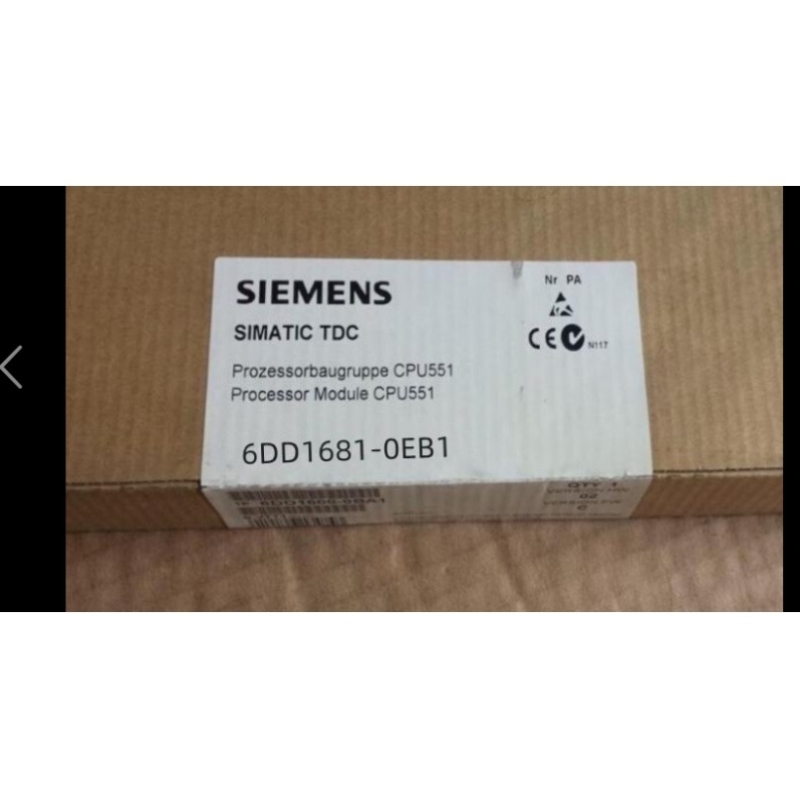 SIEMENS
SIMATIC TDC
Prozessorbaugruppe CPU551
Processor Module CPU551
6DD1681-0EB1
Nr PA
CE N117
QTY 1
02
C